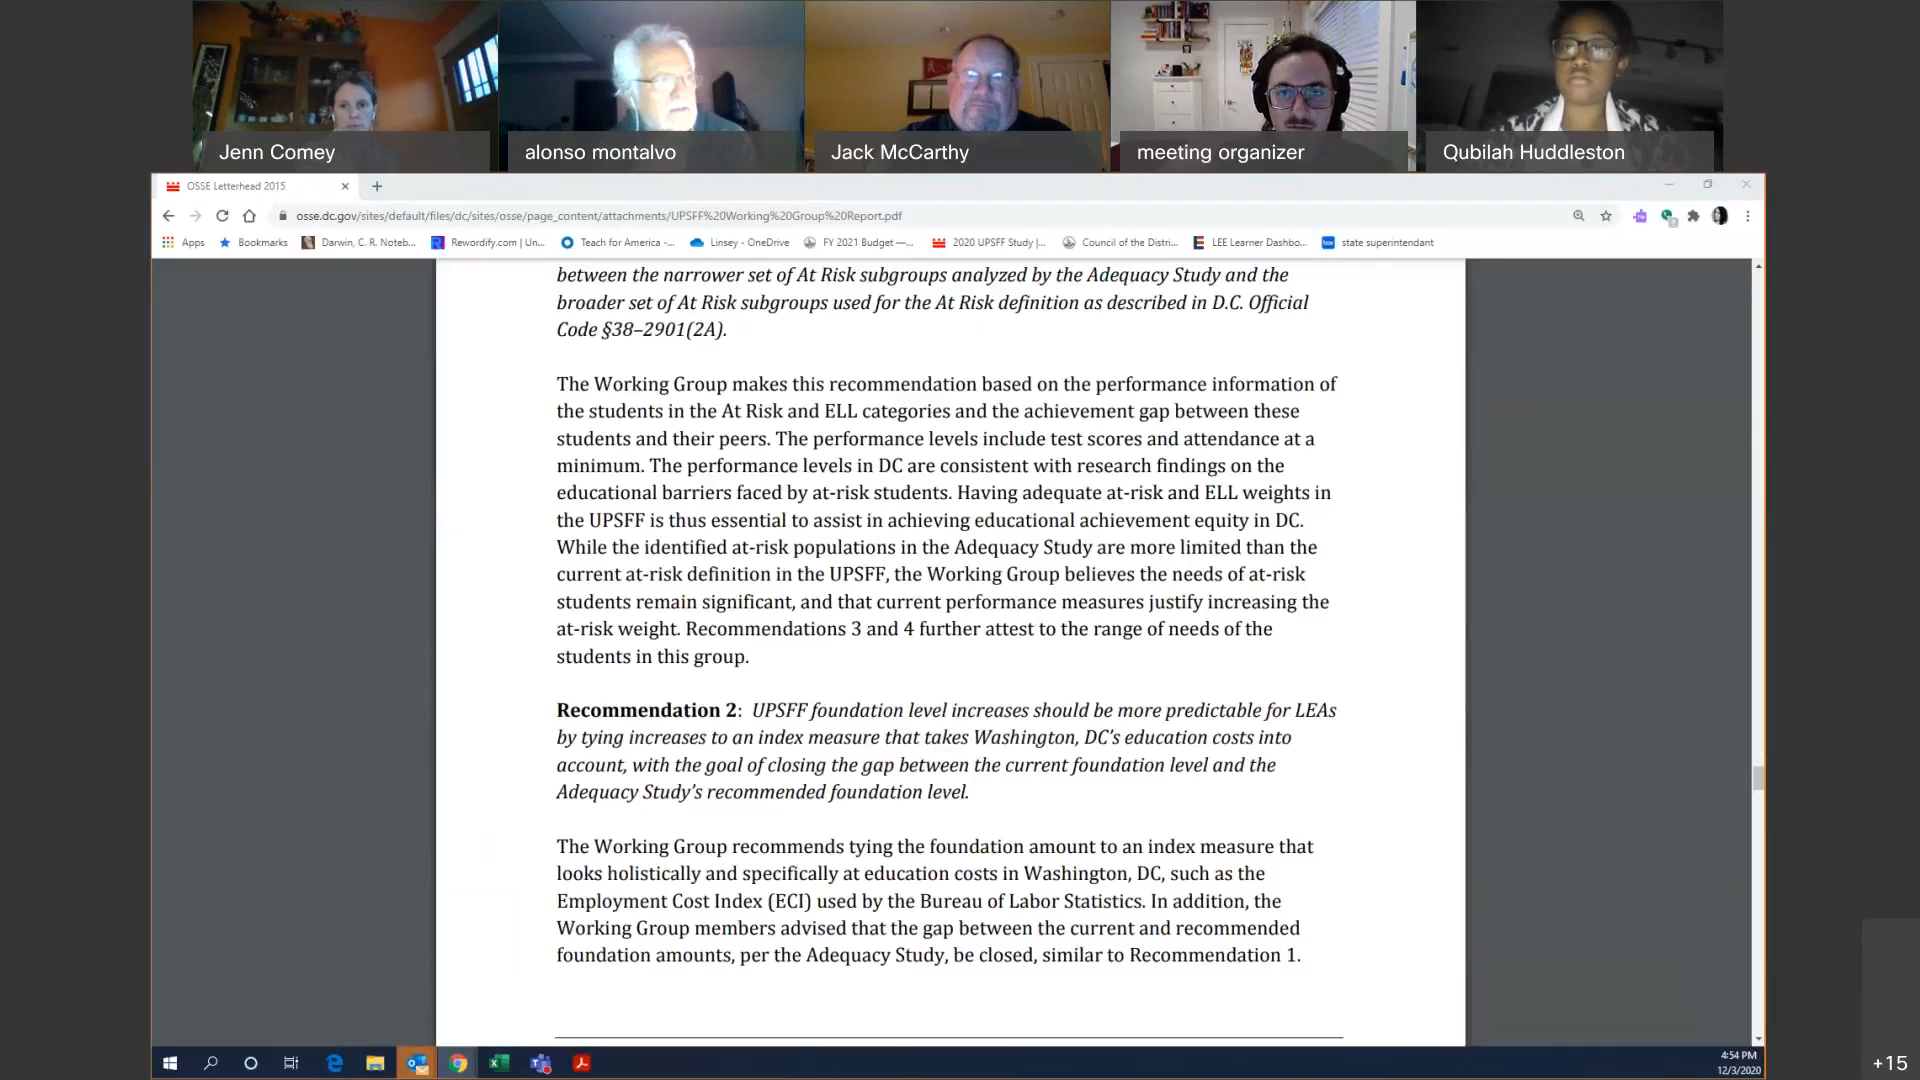 Jenn Comey
alonso montalvo
Jack McCarthy
meeting organizer
Qubilah Huddleston
OSSE Letterhead 2015
osse.dc.gov/sites/default/files/dc/sites/osse/page_content/attachments/UPSFF%20Working%20Group%20Report.pdf
Apps Bookmarks Darwin, C. R. Noteb... Rewordify.com | Un... Teach for America -... Linsey - OneDrive FY 2021 Budget —... 2020 UPSFF Study |... Council of the Distri... LEE Learner Dashbo... state superintendant
between the narrower set of At Risk subgroups analyzed by the Adequacy Study and the
broader set of At Risk subgroups used for the At Risk definition as described in D.C. Official
Code §38–2901(2A).
The Working Group makes this recommendation based on the performance information of
the students in the At Risk and ELL categories and the achievement gap between these
students and their peers. The performance levels include test scores and attendance at a
minimum. The performance levels in DC are consistent with research findings on the
educational barriers faced by at-risk students. Having adequate at-risk and ELL weights in
the UPSFF is thus essential to assist in achieving educational achievement equity in DC.
While the identified at-risk populations in the Adequacy Study are more limited than the
current at-risk definition in the UPSFF, the Working Group believes the needs of at-risk
students remain significant, and that current performance measures justify increasing the
at-risk weight. Recommendations 3 and 4 further attest to the range of needs of the
students in this group.
Recommendation 2: UPSFF foundation level increases should be more predictable for LEAs
by tying increases to an index measure that takes Washington, DC's education costs into
account, with the goal of closing the gap between the current foundation level and the
Adequacy Study's recommended foundation level.
The Working Group recommends tying the foundation amount to an index measure that
looks holistically and specifically at education costs in Washington, DC, such as the
Employment Cost Index (ECI) used by the Bureau of Labor Statistics. In addition, the
Working Group members advised that the gap between the current and recommended
foundation amounts, per the Adequacy Study, be closed, similar to Recommendation 1.
4:54 PM
12/3/2020
+15